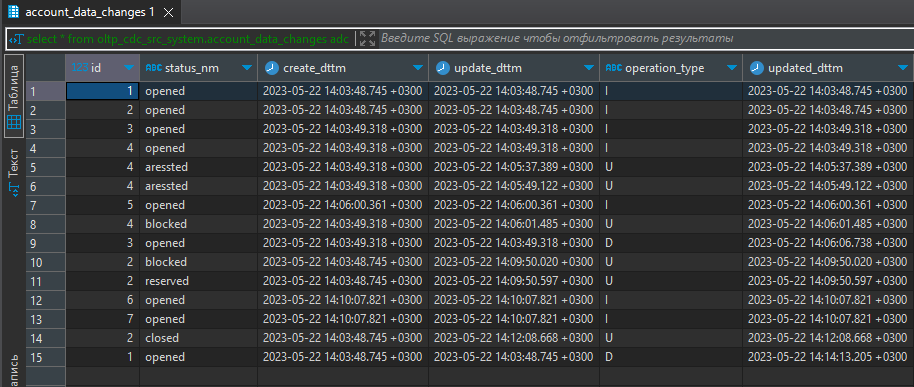 account_data_changes 1
select * from oltp_cdc_src_system.account_data_changes adc Введите SQL выражение чтобы отфильтровать результаты
Таблица
Текст
апись
123 id ABC status_nm create_dttm update_dttm ABC operation_type updated_dttm
1 1 opened 2023-05-22 14:03:48.745 +0300 2023-05-22 14:03:48.745 +0300 I 2023-05-22 14:03:48.745 +0300
2 2 opened 2023-05-22 14:03:48.745 +0300 2023-05-22 14:03:48.745 +0300 I 2023-05-22 14:03:48.745 +0300
3 3 opened 2023-05-22 14:03:49.318 +0300 2023-05-22 14:03:49.318 +0300 I 2023-05-22 14:03:49.318 +0300
4 4 opened 2023-05-22 14:03:49.318 +0300 2023-05-22 14:03:49.318 +0300 I 2023-05-22 14:03:49.318 +0300
5 4 aressted 2023-05-22 14:03:49.318 +0300 2023-05-22 14:05:37.389 +0300 U 2023-05-22 14:05:37.389 +0300
6 4 aressted 2023-05-22 14:03:49.318 +0300 2023-05-22 14:05:49.122 +0300 U 2023-05-22 14:05:49.122 +0300
7 5 opened 2023-05-22 14:06:00.361 +0300 2023-05-22 14:06:00.361 +0300 I 2023-05-22 14:06:00.361 +0300
8 4 blocked 2023-05-22 14:03:49.318 +0300 2023-05-22 14:06:01.485 +0300 U 2023-05-22 14:06:01.485 +0300
9 3 opened 2023-05-22 14:03:49.318 +0300 2023-05-22 14:03:49.318 +0300 D 2023-05-22 14:06:06.738 +0300
10 2 blocked 2023-05-22 14:03:48.745 +0300 2023-05-22 14:09:50.020 +0300 U 2023-05-22 14:09:50.020 +0300
11 2 reserved 2023-05-22 14:03:48.745 +0300 2023-05-22 14:09:50.597 +0300 U 2023-05-22 14:09:50.597 +0300
12 6 opened 2023-05-22 14:10:07.821 +0300 2023-05-22 14:10:07.821 +0300 I 2023-05-22 14:10:07.821 +0300
13 7 opened 2023-05-22 14:10:07.821 +0300 2023-05-22 14:10:07.821 +0300 I 2023-05-22 14:10:07.821 +0300
14 2 closed 2023-05-22 14:03:48.745 +0300 2023-05-22 14:12:08.668 +0300 U 2023-05-22 14:12:08.668 +0300
15 1 opened 2023-05-22 14:03:48.745 +0300 2023-05-22 14:03:48.745 +0300 D 2023-05-22 14:14:13.205 +0300